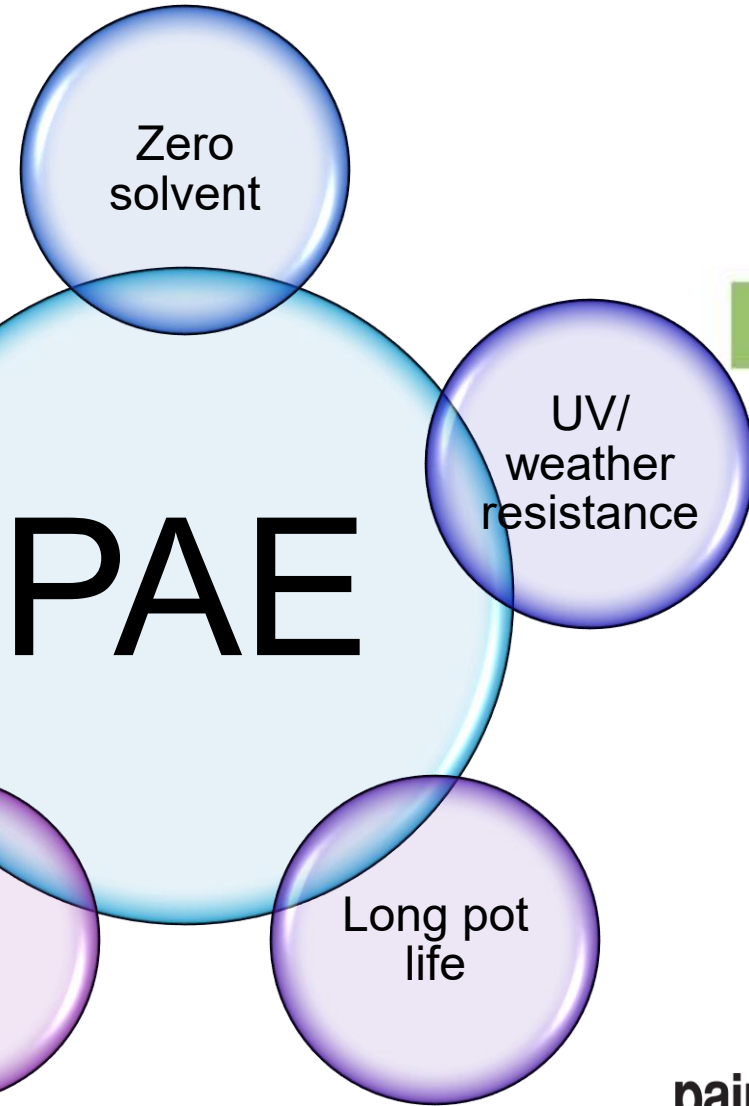 Zero
solvent
UV/
weather
resistance
PAE
Long pot
life